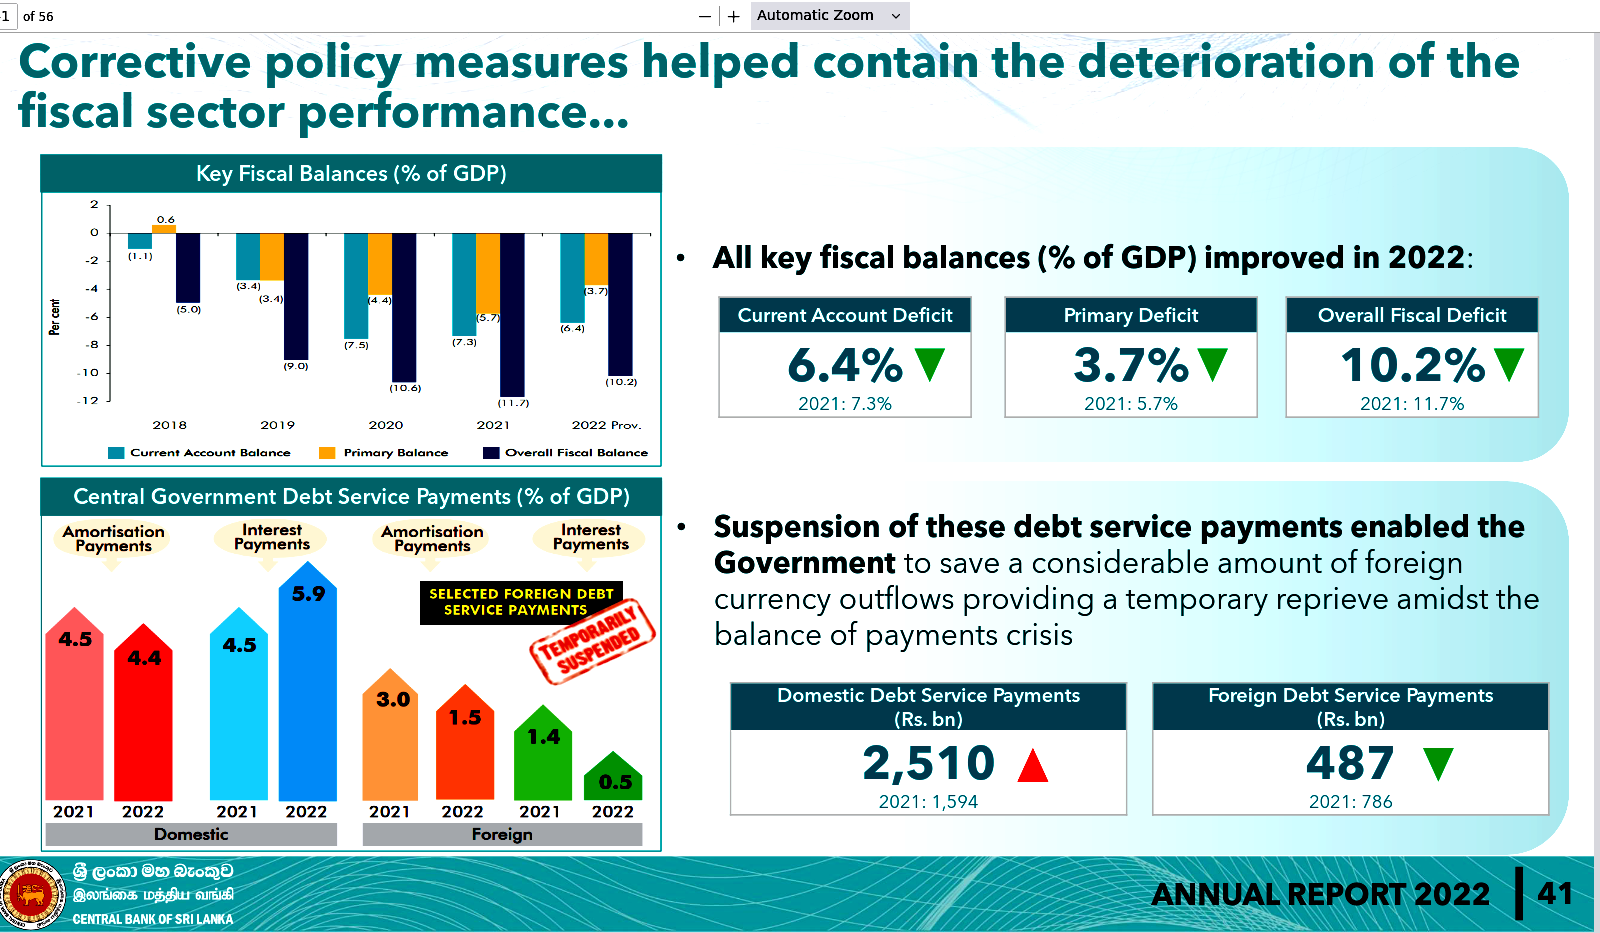 1 of 56
− + Automatic Zoom
Corrective policy measures helped contain the deterioration of the
fiscal sector performance...
Key Fiscal Balances (% of GDP)
2
0.6
0
(1.1)
-2
(3.4)
(3.4)
-4
(4.4)
(3.7)
(5.0)
Per cent
-6
(5.7)
(6.4)
(7.5)
(7.3)
-8
(9.0)
-10
(10.6)
(10.2)
-12
(11.7)
2018 2019 2020 2021 2022 Prov.
Current Account Balance Primary Balance Overall Fiscal Balance
• All key fiscal balances (% of GDP) improved in 2022:
Current Account Deficit
6.4%
2021: 7.3%
Primary Deficit
3.7%
2021: 5.7%
Overall Fiscal Deficit
10.2%
2021: 11.7%
Central Government Debt Service Payments (% of GDP)
Amortisation
Payments
Interest
Payments
Amortisation
Payments
Interest
Payments
SELECTED FOREIGN DEBT
SERVICE PAYMENTS
TEMPORARILY
SUSPENDED
4.5 4.4 4.5 5.9 3.0 1.5 1.4 0.5
2021 2022 2021 2022 2021 2022 2021 2022
Domestic Foreign
• Suspension of these debt service payments enabled the
Government to save a considerable amount of foreign
currency outflows providing a temporary reprieve amidst the
balance of payments crisis
Domestic Debt Service Payments
(Rs. bn)
2,510
2021: 1,594
Foreign Debt Service Payments
(Rs. bn)
487
2021: 786
ශ්‍රී ලංකා මහ බැංකුව
இலங்கை மத்திய வங்கி
CENTRAL BANK OF SRI LANKA
ANNUAL REPORT 2022 41